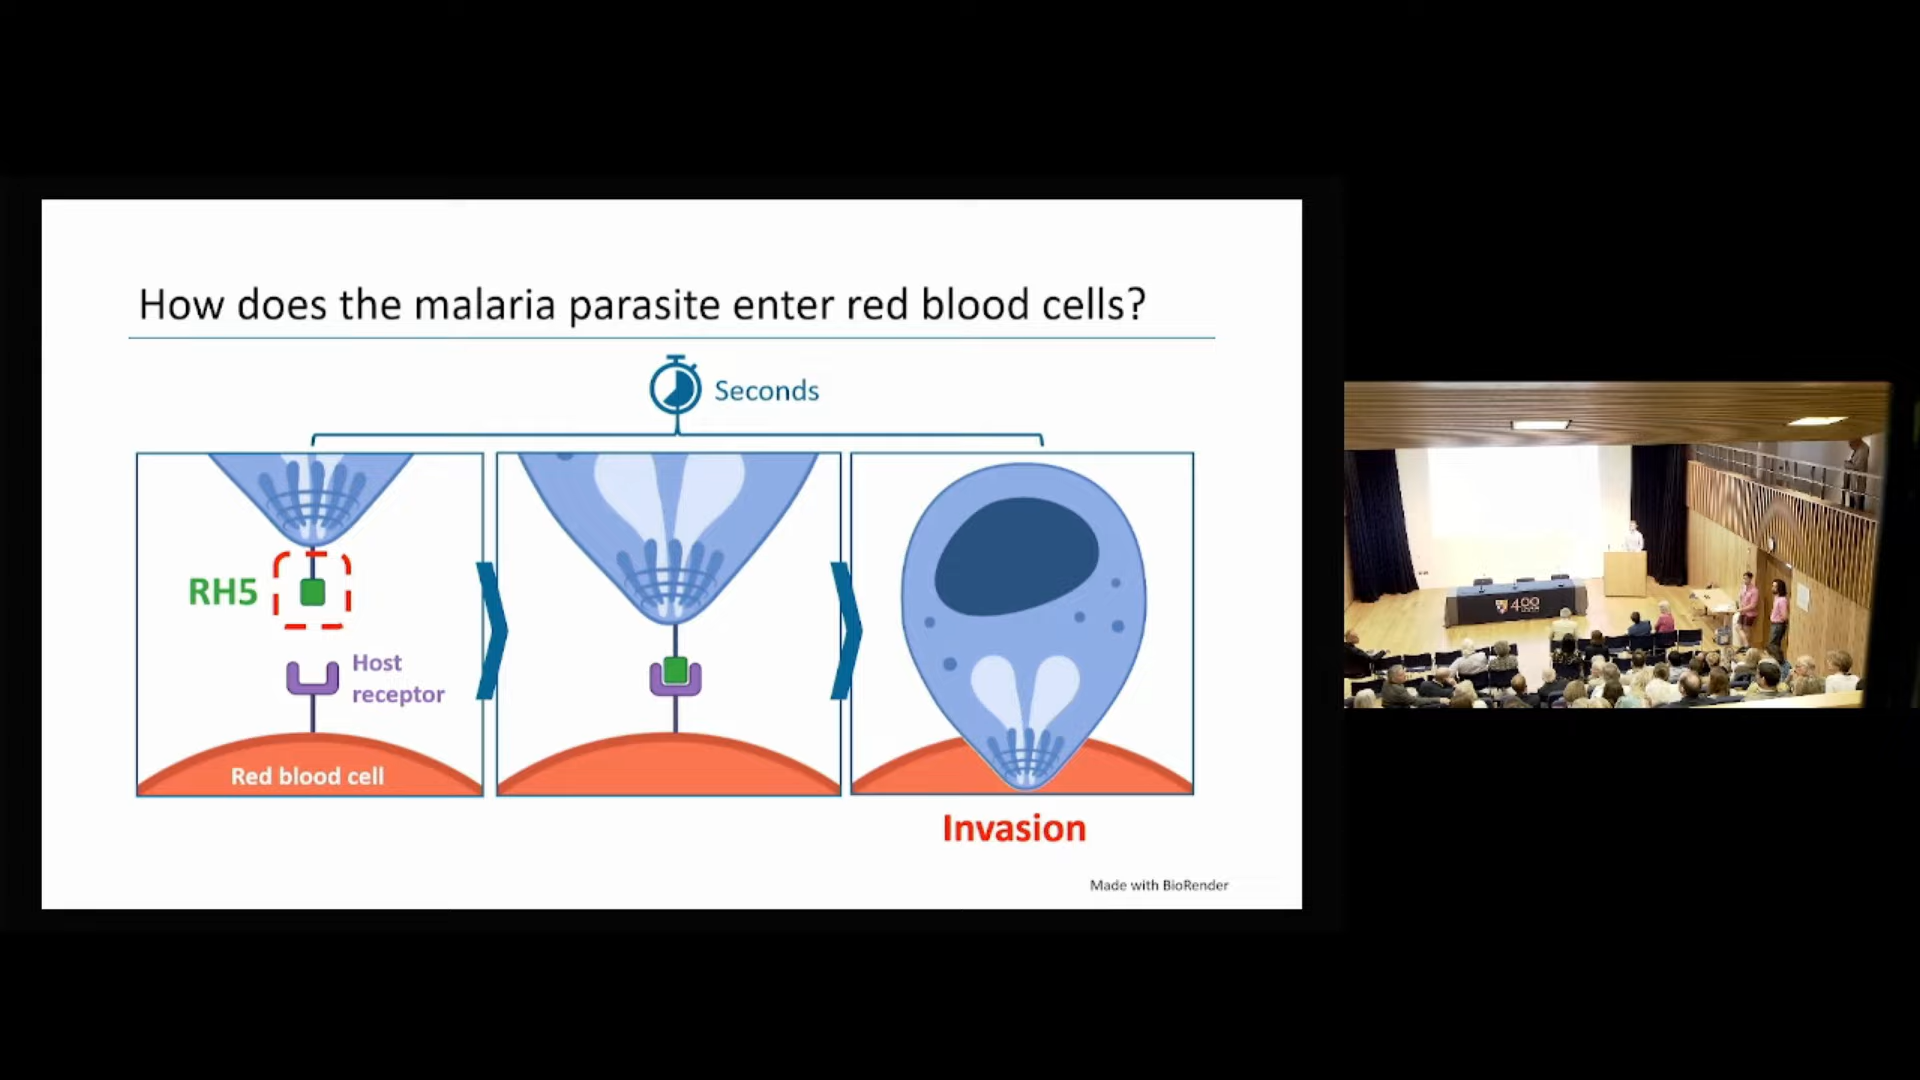 How does the malaria parasite enter red blood cells?
Seconds
RH5
Host
receptor
Red blood cell
Invasion
Made with BioRender
400